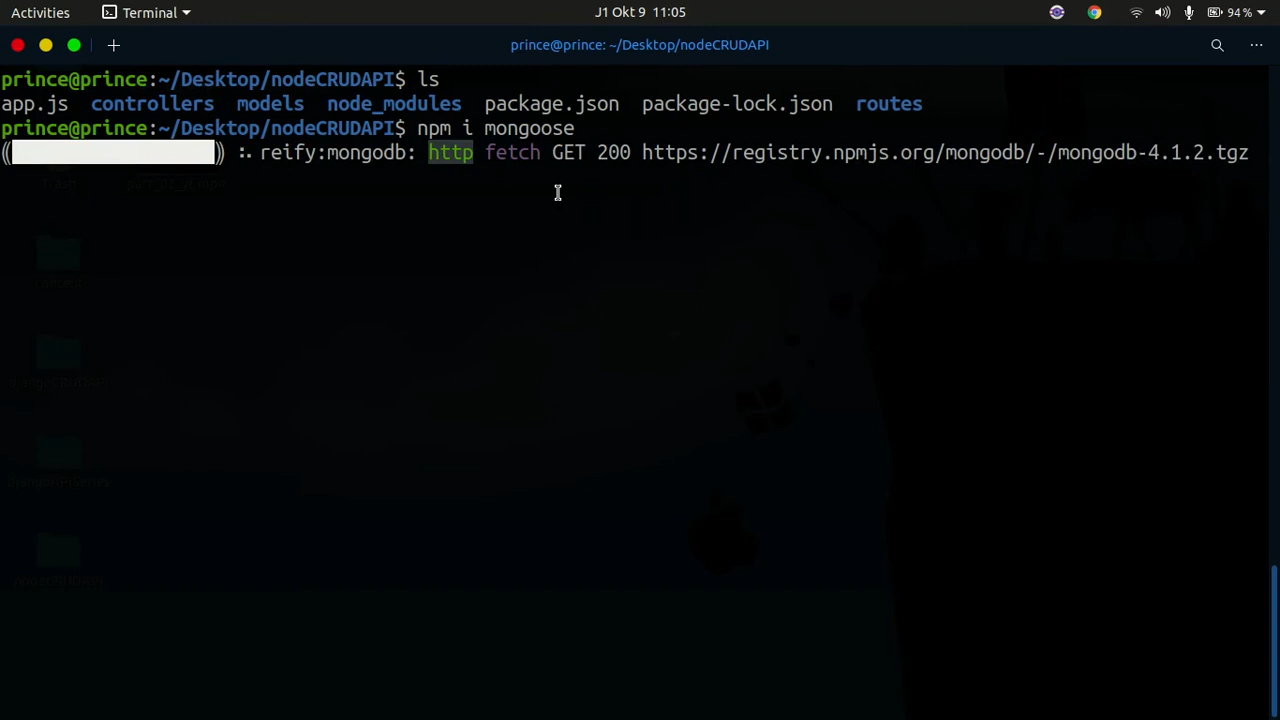 Activities Terminal J1 Okt 9 11:05 94 %
prince@prince: ~/Desktop/nodeCRUDAPI
prince@prince:~/Desktop/nodeCRUDAPI$ ls
app.js controllers models node_modules package.json package-lock.json routes
prince@prince:~/Desktop/nodeCRUDAPI$ npm i mongoose
() ⠦ reify:mongodb: http fetch GET 200 https://registry.npmjs.org/mongodb/-/mongodb-4.1.2.tgz
Trash